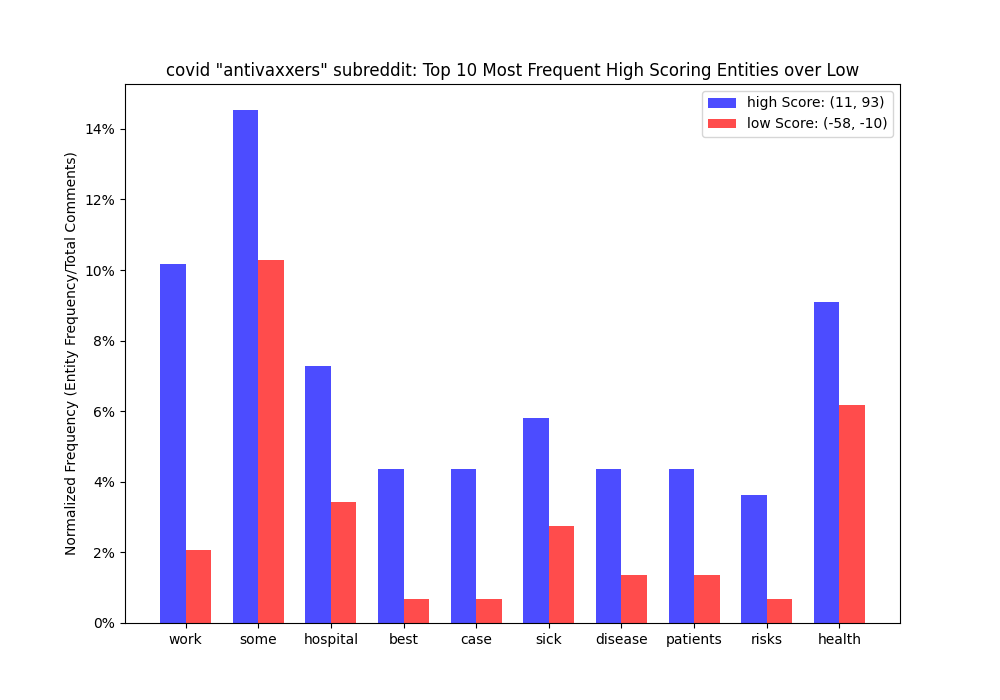 covid "antivaxxers" subreddit: Top 10 Most Frequent High Scoring Entities over Low
high Score: (11, 93)
low Score: (-58, -10)
Normalized Frequency (Entity Frequency/Total Comments)
14%
12%
10%
8%
6%
4%
2%
0%
work some hospital best case sick disease patients risks health